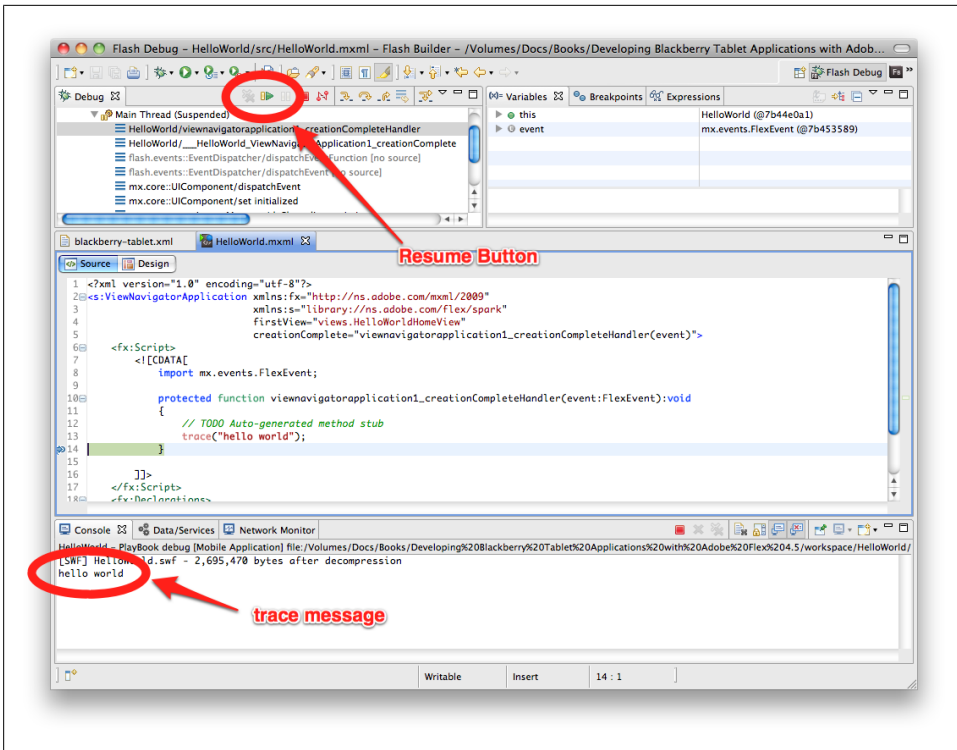 Flash Debug - HelloWorld/src/HelloWorld.mxml - Flash Builder - /Volumes/Docs/Books/Developing Blackberry Tablet Applications with Adob...
Flash Debug
Debug
Variables
Breakpoints
Expressions
Main Thread (Suspended)
HelloWorld/viewnavigatorapplication1_creationCompleteHandler
HelloWorld/___HelloWorld_ViewNavigatorApplication1_creationComplete
flash.events::EventDispatcher/dispatchEventFunction [no source]
flash.events::EventDispatcher/dispatchEvent [no source]
mx.core::UIComponent/dispatchEvent
mx.core::UIComponent/set initialized
this HelloWorld (@7b44e0a1)
event mx.events.FlexEvent (@7b453589)
blackberry-tablet.xml
HelloWorld.mxml
Resume Button
Source
Design
1 <?xml version="1.0" encoding="utf-8"?>
2 <s:ViewNavigatorApplication xmlns:fx="http://ns.adobe.com/mxml/2009"
3 xmlns:s="library://ns.adobe.com/flex/spark"
4 firstView="views.HelloWorldHomeView"
5 creationComplete="viewnavigatorapplication1_creationCompleteHandler(event)">
6 <fx:Script>
7 <![CDATA[
8 import mx.events.FlexEvent;
9
10 protected function viewnavigatorapplication1_creationCompleteHandler(event:FlexEvent):void
11 {
12 // TODO Auto-generated method stub
13 trace("hello world");
14 }
15
16 ]]>
17 </fx:Script>
18 <fx:Declarations>
Console
Data/Services
Network Monitor
HelloWorld - PlayBook debug [Mobile Application] file:/Volumes/Docs/Books/Developing%20Blackberry%20Tablet%20Applications%20with%20Adobe%20Flex%204.5/workspace/HelloWorld/
[SWF] HelloWorld.swf - 2,695,470 bytes after decompression
hello world
trace message
Writable
Insert
14 : 1